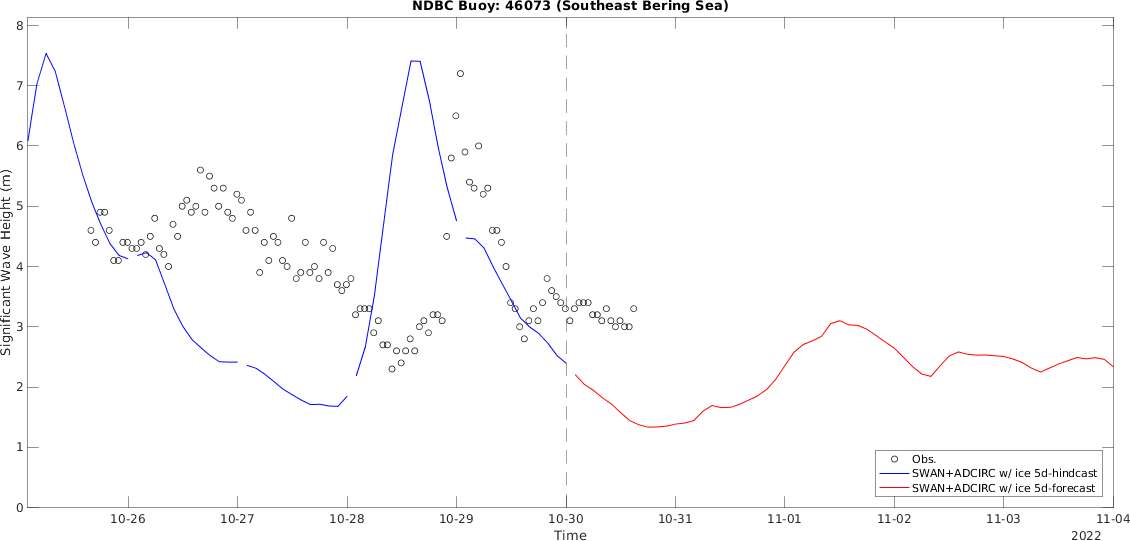 NDBC Buoy: 46073 (Southeast Bering Sea)
8
7
6
5
4
3
2
1
0
Significant Wave Height (m)
Obs.
SWAN+ADCIRC w/ ice 5d-hindcast
SWAN+ADCIRC w/ ice 5d-forecast
10-26 10-27 10-28 10-29 10-30 10-31 11-01 11-02 11-03 11-04
Time
2022